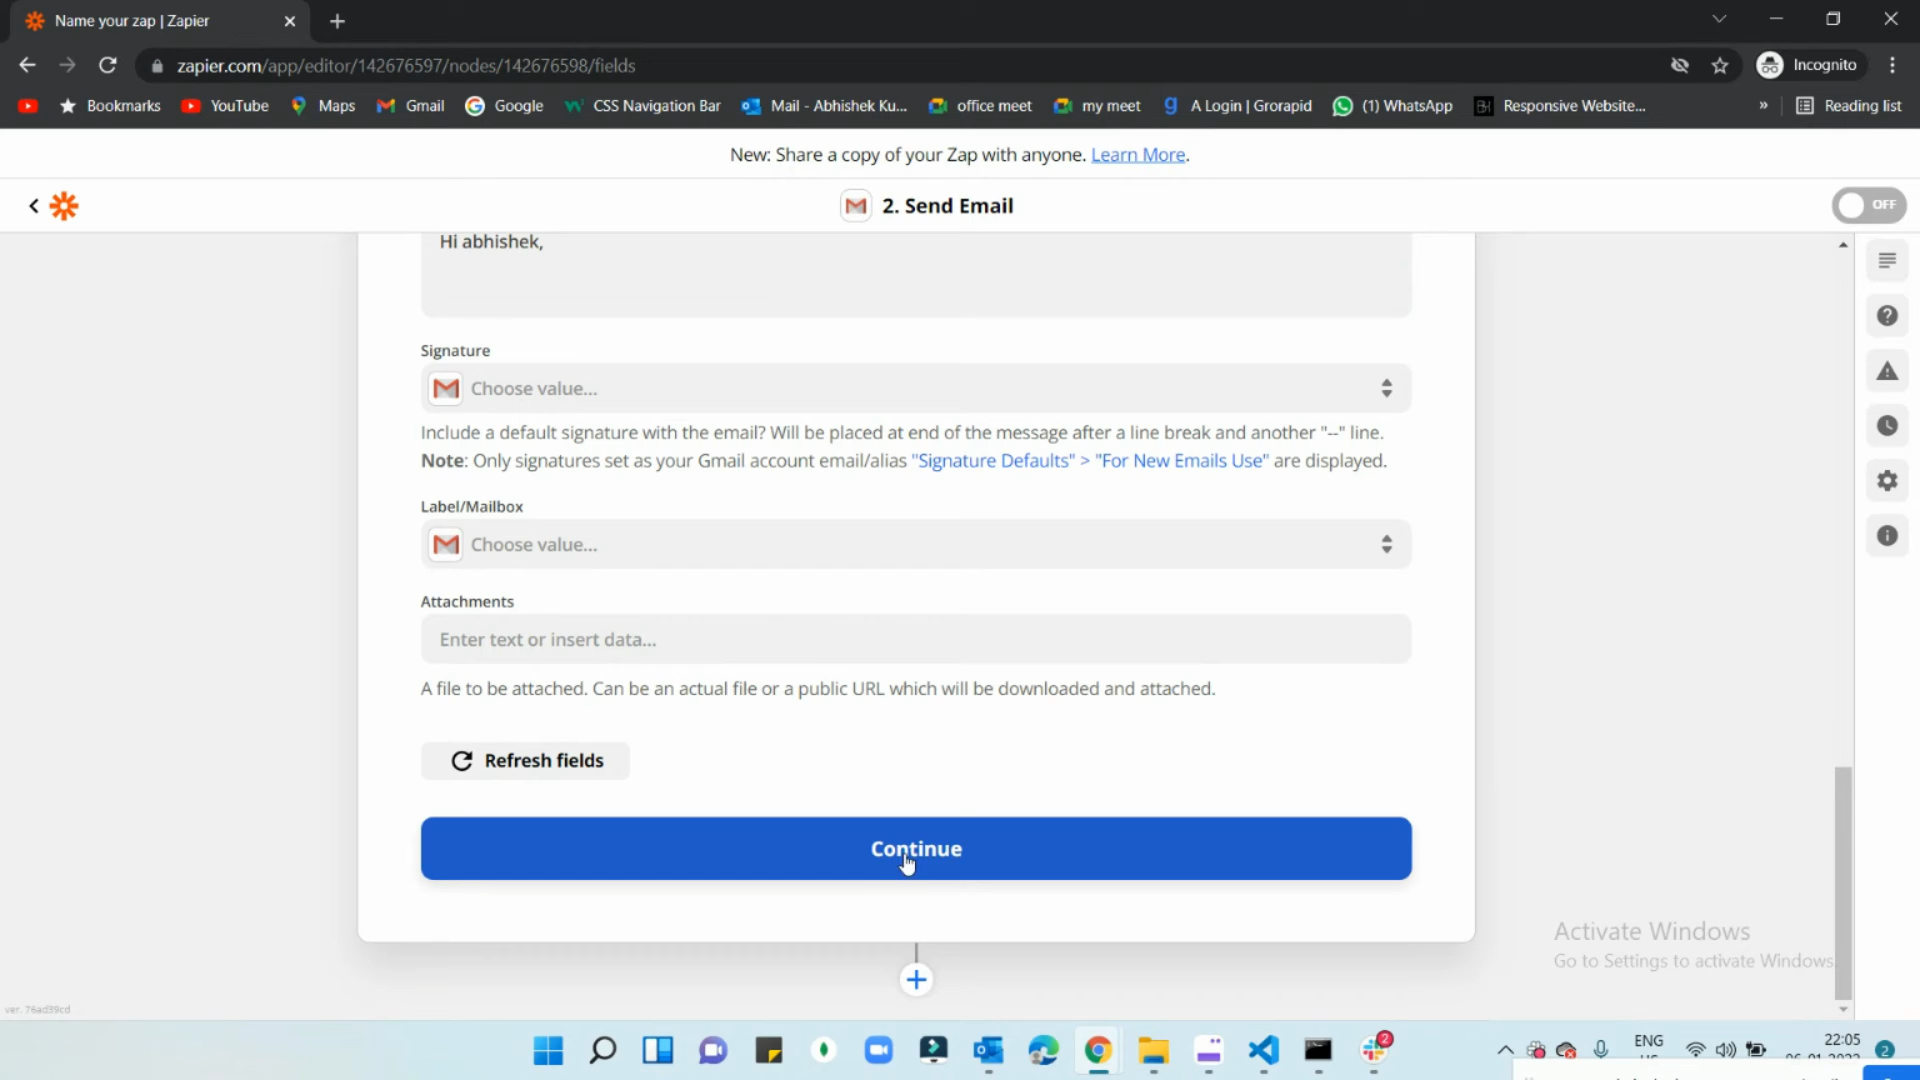 Name your zap | Zapier
zapier.com/app/editor/142676597/nodes/142676598/fields
Incognito
Bookmarks YouTube Maps Gmail Google CSS Navigation Bar Mail - Abhishek Ku... office meet my meet A Login | Grorapid (1) WhatsApp Responsive Website... » Reading list
New: Share a copy of your Zap with anyone. Learn More.
2. Send Email
OFF
Hi abhishek,
Signature
Choose value...
Include a default signature with the email? Will be placed at end of the message after a line break and another "--" line.
Note: Only signatures set as your Gmail account email/alias "Signature Defaults" > "For New Emails Use" are displayed.
Label/Mailbox
Choose value...
Attachments
Enter text or insert data...
A file to be attached. Can be an actual file or a public URL which will be downloaded and attached.
Refresh fields
Continue
Activate Windows
Go to Settings to activate Windows.
ver. 76ad39cd
2
ENG
22:05
2